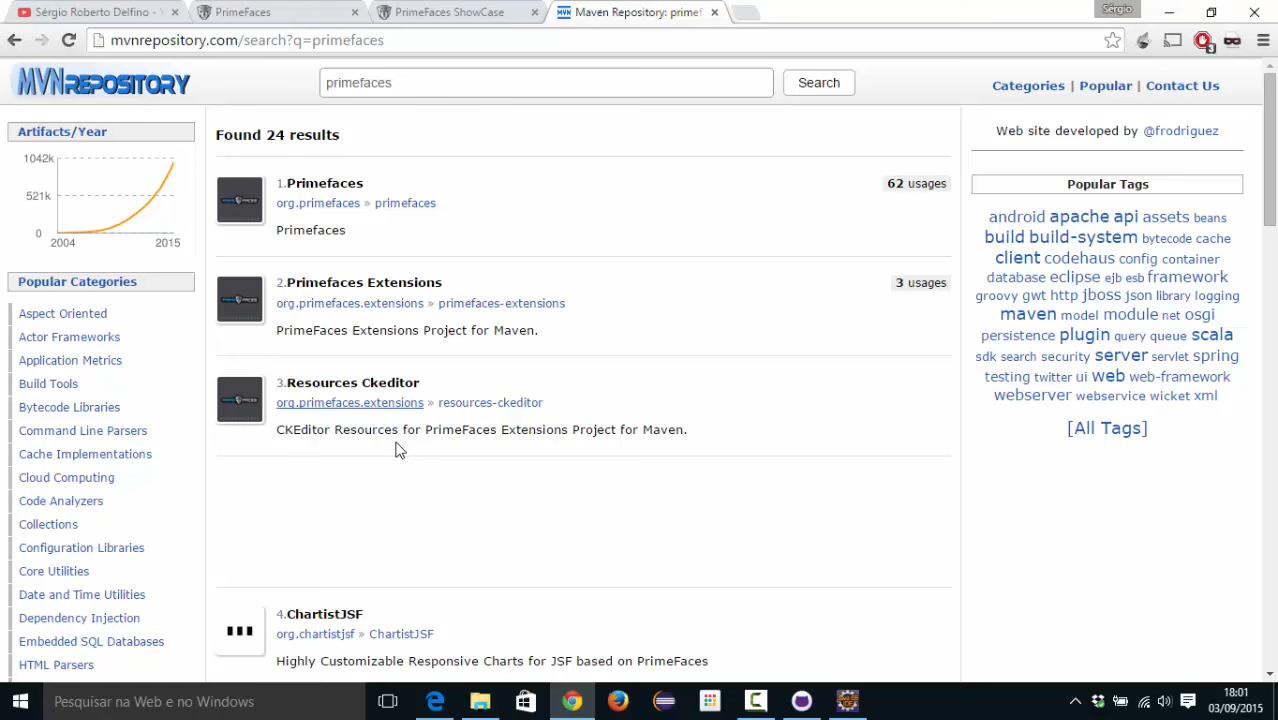 Sérgio Roberto Delfino -
PrimeFaces
PrimeFaces ShowCase
Maven Repository: primef
Sérgio
mvnrepository.com/search?q=primefaces
3
MVNREPOSITORY
primefaces
Search
Categories | Popular | Contact Us
Artifacts/Year
1042k
521k
0
2004
2015
Popular Categories
Aspect Oriented
Actor Frameworks
Application Metrics
Build Tools
Bytecode Libraries
Command Line Parsers
Cache Implementations
Cloud Computing
Code Analyzers
Collections
Configuration Libraries
Core Utilities
Date and Time Utilities
Dependency Injection
Embedded SQL Databases
HTML Parsers
Found 24 results
1.Primefaces
62 usages
org.primefaces » primefaces
Primefaces
2.Primefaces Extensions
3 usages
org.primefaces.extensions » primefaces-extensions
PrimeFaces Extensions Project for Maven.
3.Resources Ckeditor
org.primefaces.extensions » resources-ckeditor
CKEditor Resources for PrimeFaces Extensions Project for Maven.
4.ChartistJSF
org.chartistjsf » ChartistJSF
Highly Customizable Responsive Charts for JSF based on PrimeFaces
Web site developed by @frodriguez
Popular Tags
android apache api assets beans
build build-system bytecode cache
client codehaus config container
database eclipse ejb esb framework
groovy gwt http jboss json library logging
maven model module net osgi
persistence plugin query queue scala
sdk search security server servlet spring
testing twitter ui web web-framework
webserver webservice wicket xml
[All Tags]
Pesquisar na Web e no Windows
18:01
03/09/2015